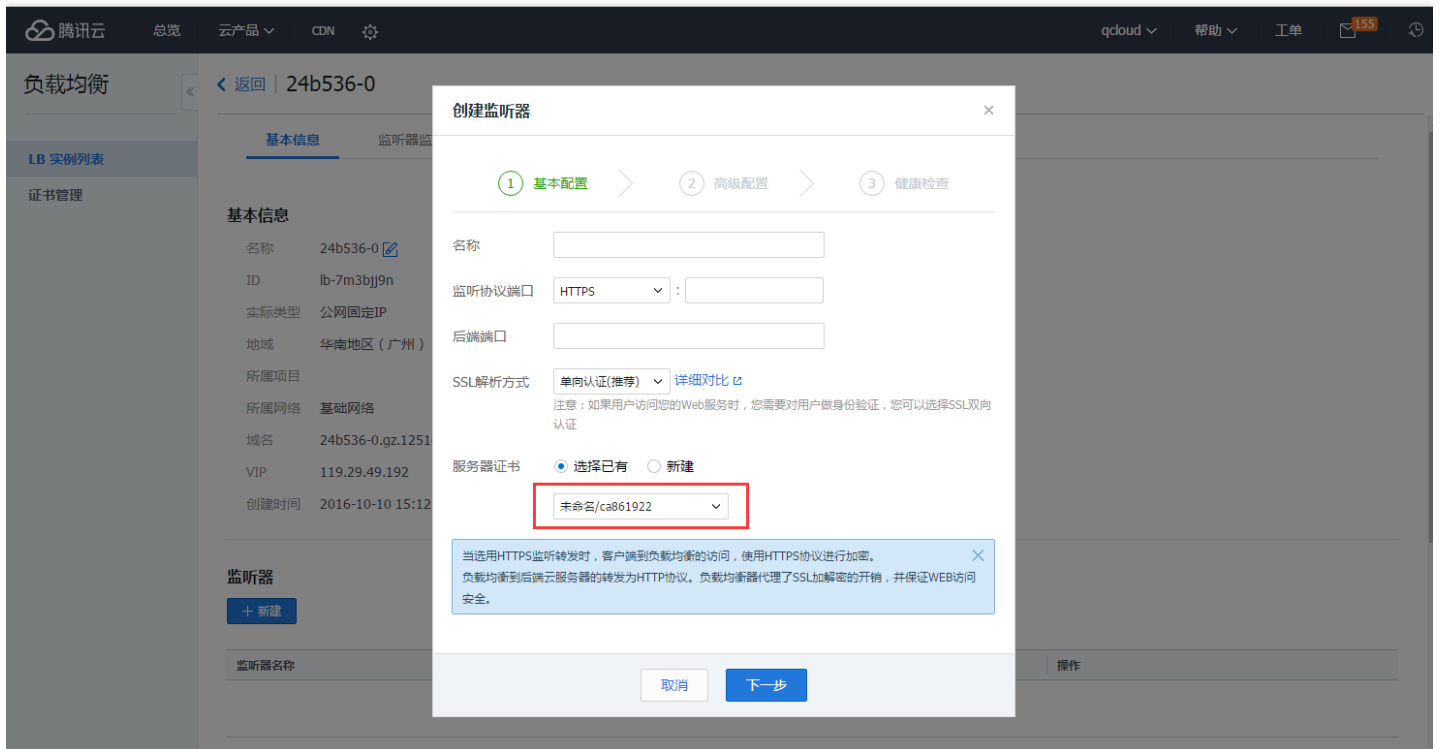 腾讯云 总览 云产品 CDN qcloud 帮助 工单 155
负载均衡
LB 实例列表
证书管理
返回 24b536-0
基本信息 监听器监
基本信息
名称 24b536-0
ID lb-7m3bjj9n
实际类型 公网固定IP
地域 华南地区（广州）
所属项目
所属网络 基础网络
域名 24b536-0.gz.1251
VIP 119.29.49.192
创建时间 2016-10-10 15:12
监听器
新建
监听器名称 操作
创建监听器
1 基本配置 2 高级配置 3 健康检查
名称
监听协议端口 HTTPS :
后端端口
SSL解析方式 单向认证(推荐) 详细对比
注意：如果用户访问您的Web服务时，您需要对用户做身份验证，您可以选择SSL双向
认证
服务器证书 选择已有 新建
未命名/ca861922
当选用HTTPS监听转发时，客户端到负载均衡的访问，使用HTTPS协议进行加密。
负载均衡到后端云服务器的转发为HTTP协议。负载均衡器代理了SSL加解密的开销，并保证WEB访问
安全。
取消 下一步